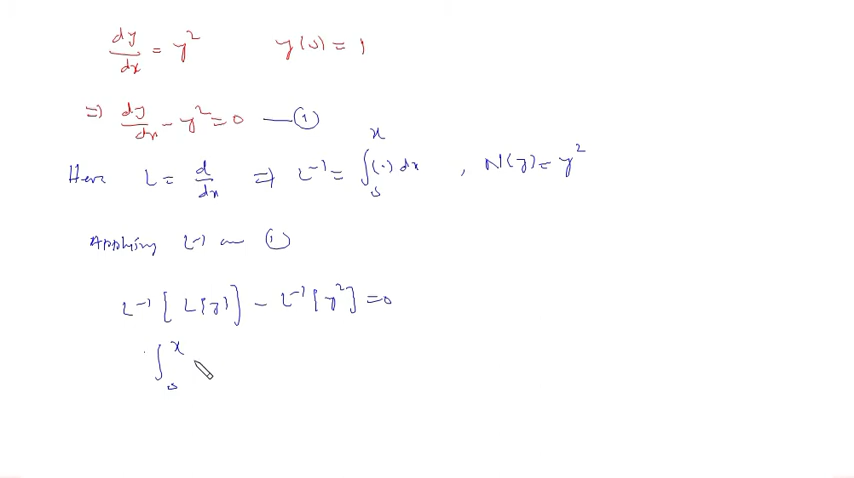 dy/dx = y² y(0) = 1
⇒ dy/dx − y² = 0 — ①
Here L = d/dx ⇒ L⁻¹ = ∫₀ˣ (·) dx , N(y) = y²
Applying L⁻¹ on ①
L⁻¹[L(y)] − L⁻¹[y²] = 0
∫₀ˣ